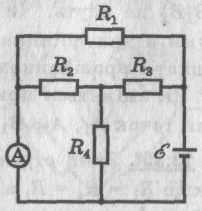 R₁
R₂ R₃
R₄ ℰ
A